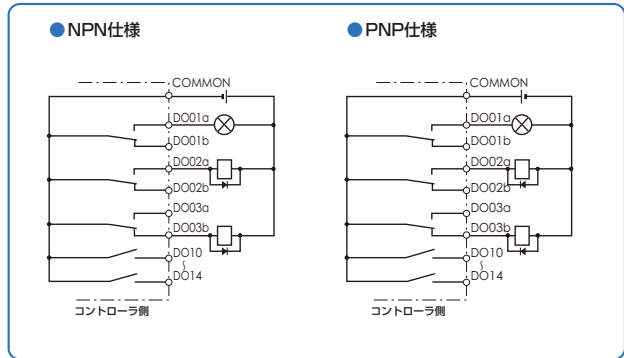 ●NPN仕様
COMMON
DO01a
DO01b
DO02a
DO02b
DO03a
DO03b
DO10
〜
DO14
コントローラ側
●PNP仕様
COMMON
DO01a
DO01b
DO02a
DO02b
DO03a
DO03b
DO10
〜
DO14
コントローラ側